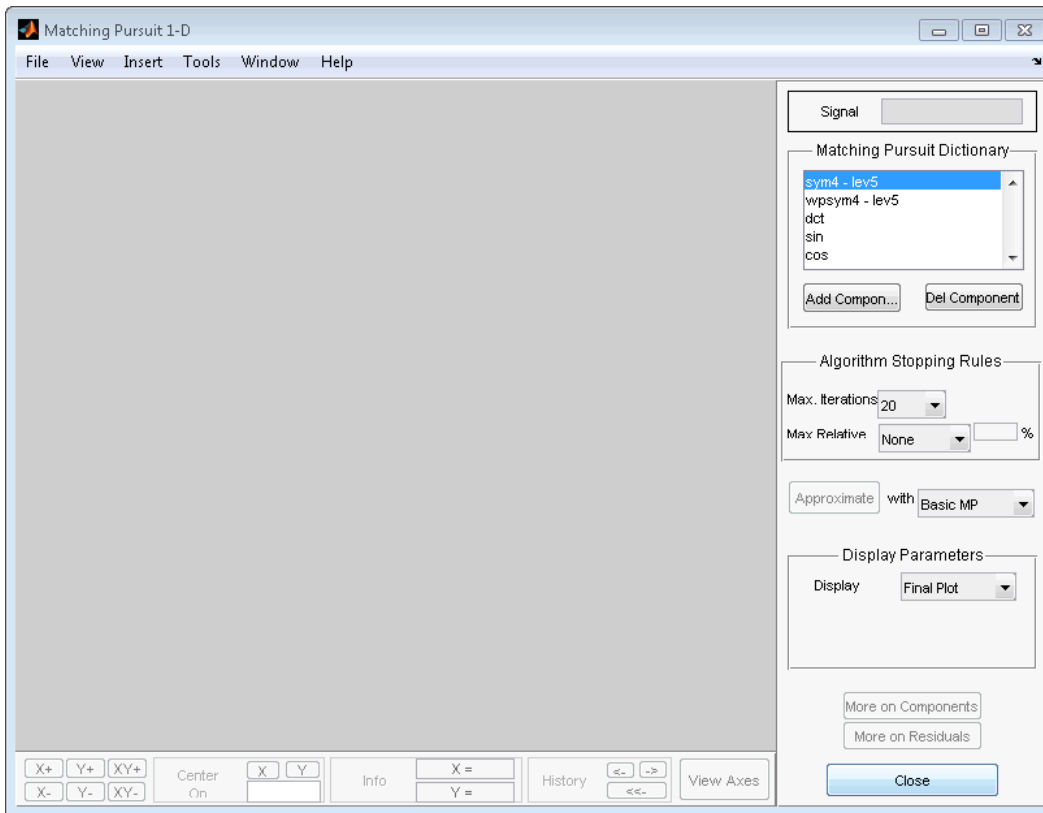 Matching Pursuit 1-D
File View Insert Tools Window Help
Signal
Matching Pursuit Dictionary
sym4 - lev5
wpsym4 - lev5
dct
sin
cos
Add Compon... Del Component
Algorithm Stopping Rules
Max. Iterations 20
Max Relative None %
Approximate with Basic MP
Display Parameters
Display Final Plot
More on Components
More on Residuals
Close
X+ Y+ XY+ Center X Y Info X = History <- -> View Axes
X- Y- XY- On Y = <<-